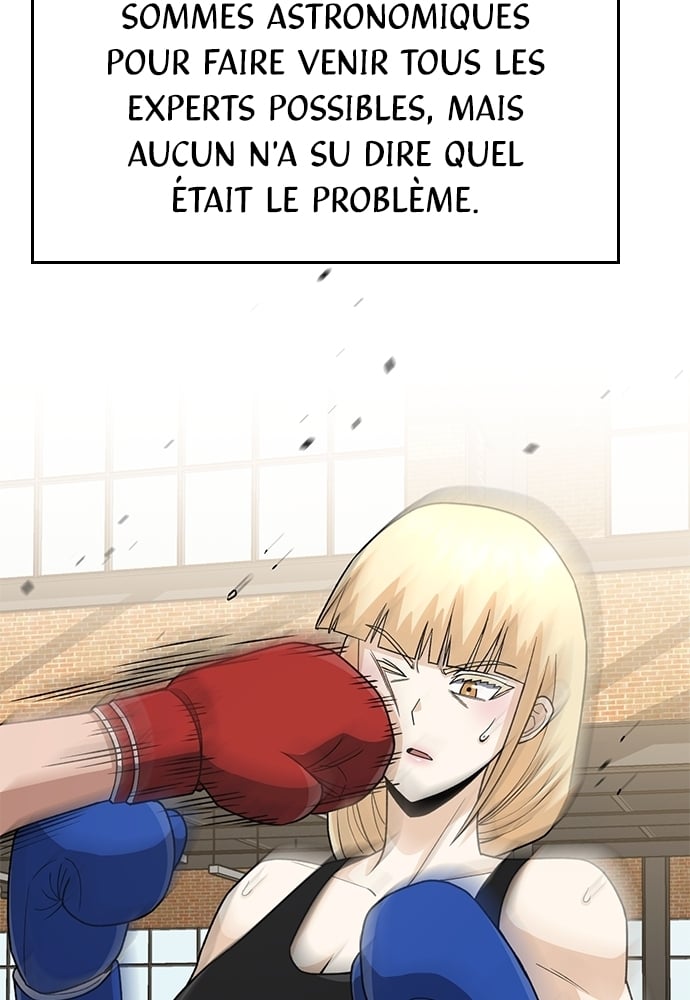 SOMMES ASTRONOMIQUES
POUR FAIRE VENIR TOUS LES
EXPERTS POSSIBLES, MAIS
AUCUN N'A SU DIRE QUEL
ÉTAIT LE PROBLÈME.